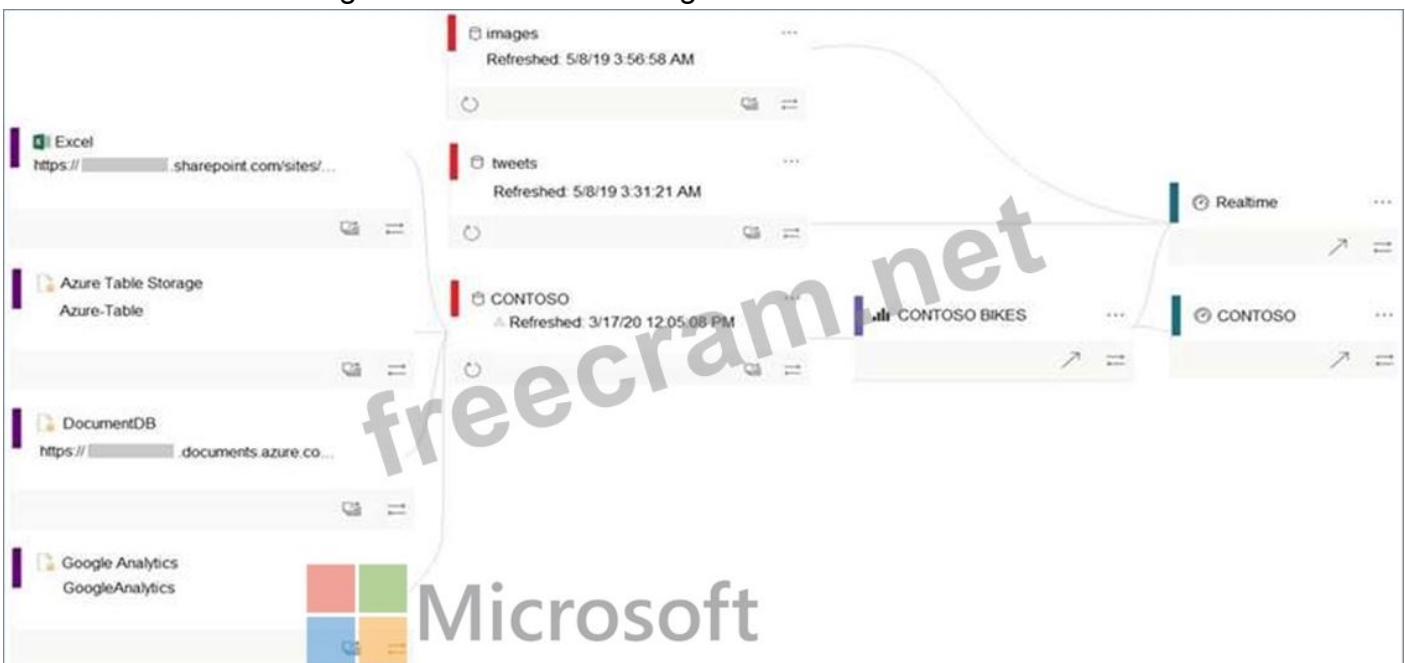 images
Refreshed: 5/8/19 3:56:58 AM
Excel
https:// .sharepoint.com/sites/...
tweets
Refreshed: 5/8/19 3:31:21 AM
Realtime
Azure Table Storage
Azure-Table
CONTOSO
Refreshed: 3/17/20 12:05:08 PM
CONTOSO BIKES
CONTOSO
DocumentDB
https:// .documents.azure.co...
Google Analytics
GoogleAnalytics
freecram.net
Microsoft